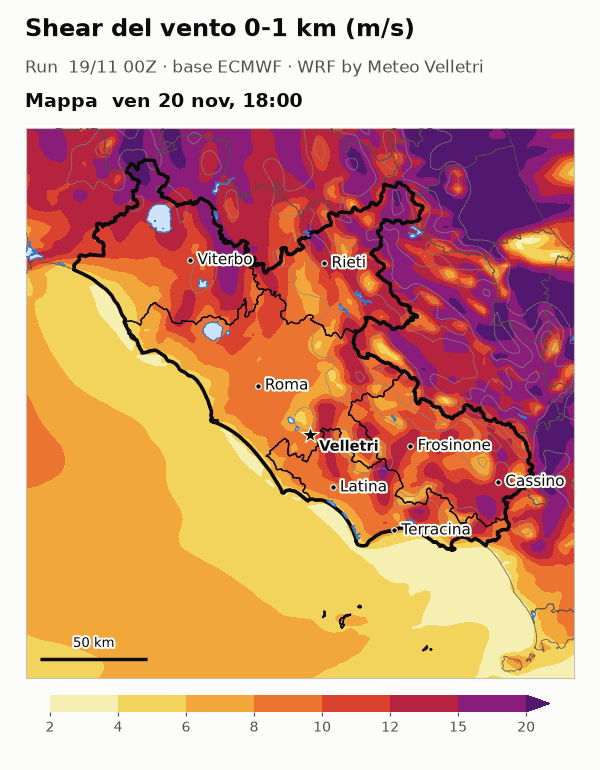 Shear del vento 0-1 km (m/s)
Run 19/11 00Z · base ECMWF · WRF by Meteo Velletri
Mappa ven 20 nov, 18:00
Viterbo
Rieti
Roma
Velletri
Frosinone
Latina
Cassino
Terracina
50 km
2 4 6 8 10 12 15 20